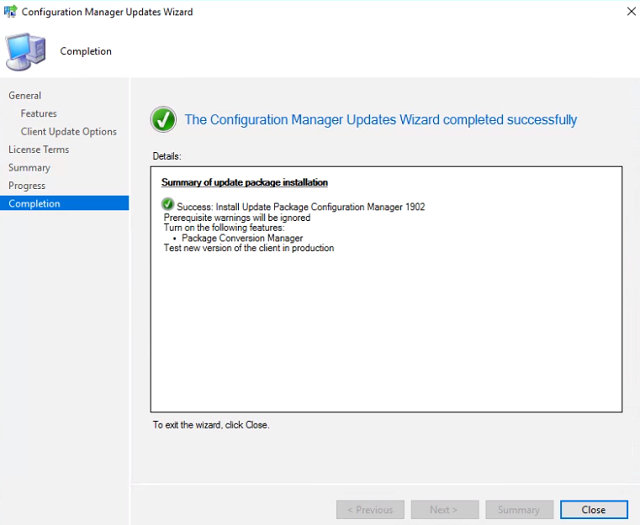 Configuration Manager Updates Wizard
Completion
General
Features
Client Update Options
License Terms
Summary
Progress
Completion
The Configuration Manager Updates Wizard completed successfully
Details:
Summary of update package installation
Success: Install Update Package Configuration Manager 1902
Prerequisite warnings will be ignored
Turn on the following features:
• Package Conversion Manager
Test new version of the client in production
To exit the wizard, click Close.
< Previous
Next >
Summary
Close